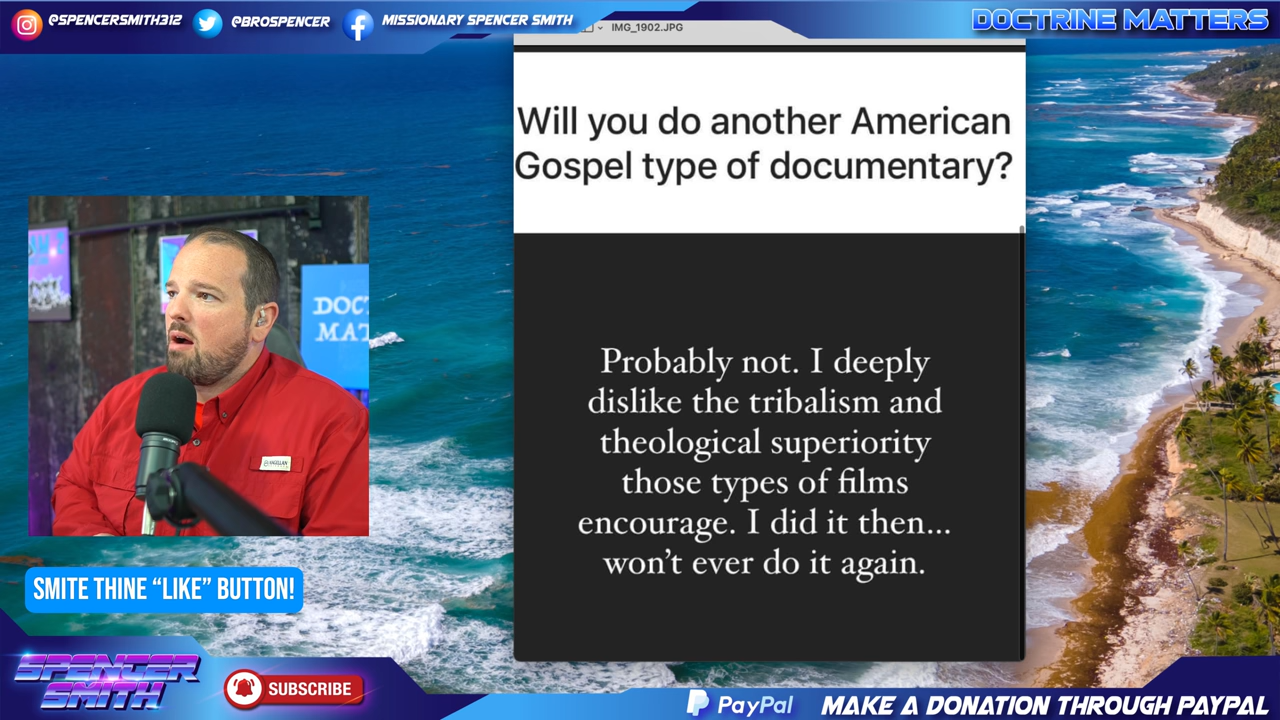 @SPENCERSMITH312
@BROSPENCER
MISSIONARY SPENCER SMITH
DOCTRINE MATTERS
IMG_1902.JPG
Will you do another American
Gospel type of documentary?
Probably not. I deeply
dislike the tribalism and
theological superiority
those types of films
encourage. I did it then...
won’t ever do it again.
DOCT
MAT
SMITE THINE “LIKE” BUTTON!
SPENCER
SMITH
SUBSCRIBE
PayPal
MAKE A DONATION THROUGH PAYPAL